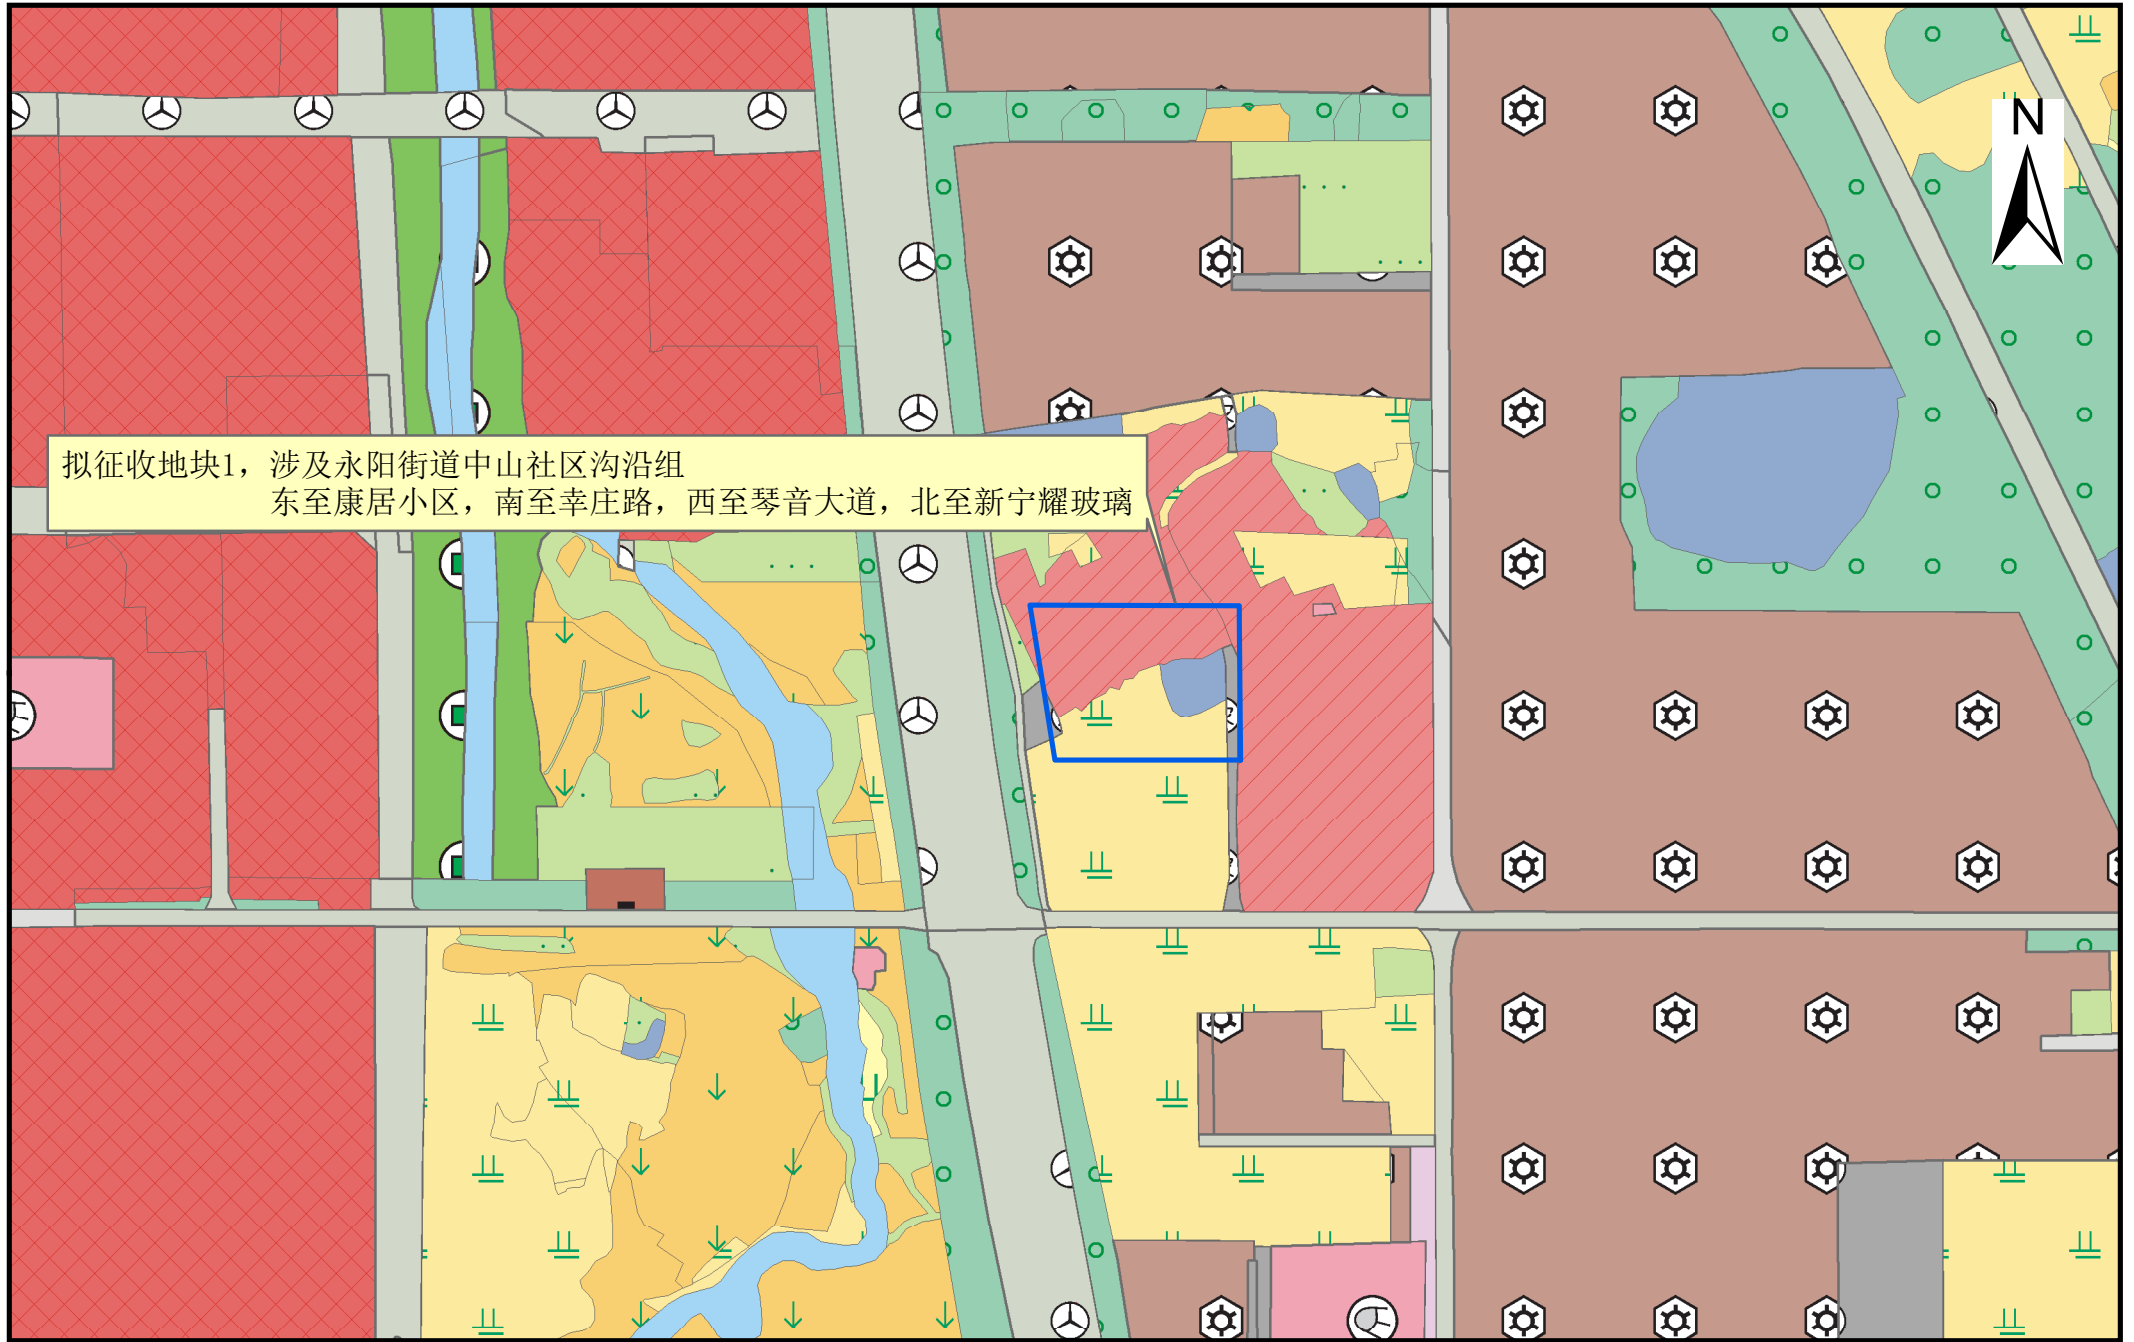 N
拟征收地块1，涉及永阳街道中山社区沟沿组
东至康居小区，南至幸庄路，西至琴音大道，北至新宁耀玻璃